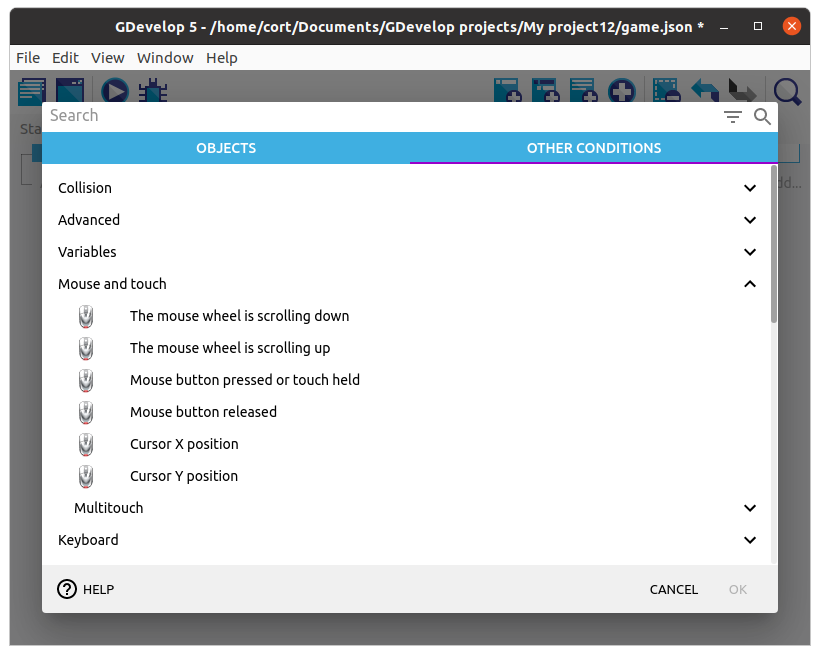 GDevelop 5 - /home/cort/Documents/GDevelop projects/My project12/game.json *
File Edit View Window Help
Search
Sta
OBJECTS OTHER CONDITIONS
Collision
dd...
Advanced
Variables
Mouse and touch
The mouse wheel is scrolling down
The mouse wheel is scrolling up
Mouse button pressed or touch held
Mouse button released
Cursor X position
Cursor Y position
Multitouch
Keyboard
HELP CANCEL OK